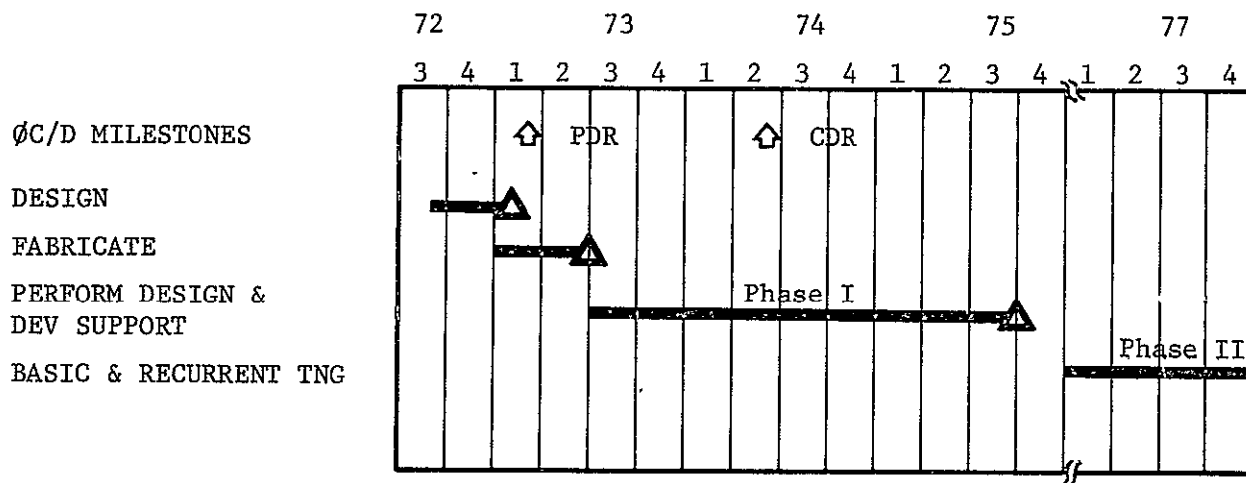 72 73 74 75 77
3 4 1 2 3 4 1 2 3 4 1 2 3 4 1 2 3 4
ØC/D MILESTONES PDR CDR
DESIGN
FABRICATE
PERFORM DESIGN & Phase I
DEV SUPPORT
Phase II
BASIC & RECURRENT TNG